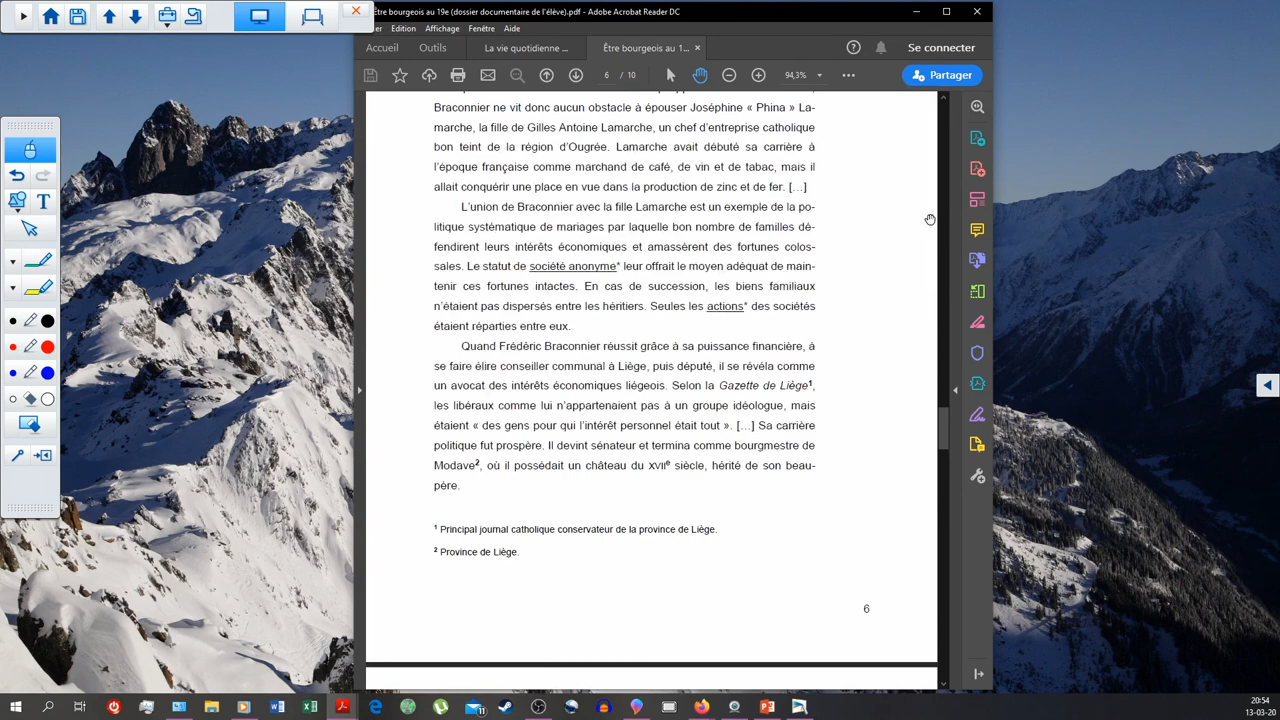 Être bourgeois au 19e (dossier documentaire de l'élève).pdf - Adobe Acrobat Reader DC
Edition Affichage Fenêtre Aide
Accueil Outils La vie quotidienne ... Être bourgeois au 1... × Se connecter
6 / 10 94,3% Partager
Braconnier ne vit donc aucun obstacle à épouser Joséphine « Phina » La-
marche, la fille de Gilles Antoine Lamarche, un chef d'entreprise catholique
bon teint de la région d'Ougrée. Lamarche avait débuté sa carrière à
l'époque française comme marchand de café, de vin et de tabac, mais il
allait conquérir une place en vue dans la production de zinc et de fer. [...]
L'union de Braconnier avec la fille Lamarche est un exemple de la po-
litique systématique de mariages par laquelle bon nombre de familles dé-
fendirent leurs intérêts économiques et amassèrent des fortunes colos-
sales. Le statut de société anonyme* leur offrait le moyen adéquat de main-
tenir ces fortunes intactes. En cas de succession, les biens familiaux
n'étaient pas dispersés entre les héritiers. Seules les actions* des sociétés
étaient réparties entre eux.
Quand Frédéric Braconnier réussit grâce à sa puissance financière, à
se faire élire conseiller communal à Liège, puis député, il se révéla comme
un avocat des intérêts économiques liégeois. Selon la Gazette de Liège¹,
les libéraux comme lui n'appartenaient pas à un groupe idéologue, mais
étaient « des gens pour qui l'intérêt personnel était tout ». [...] Sa carrière
politique fut prospère. Il devint sénateur et termina comme bourgmestre de
Modave², où il possédait un château du XVIIe siècle, hérité de son beau-
père.
¹ Principal journal catholique conservateur de la province de Liège.
² Province de Liège.
6
20:54
13-03-20